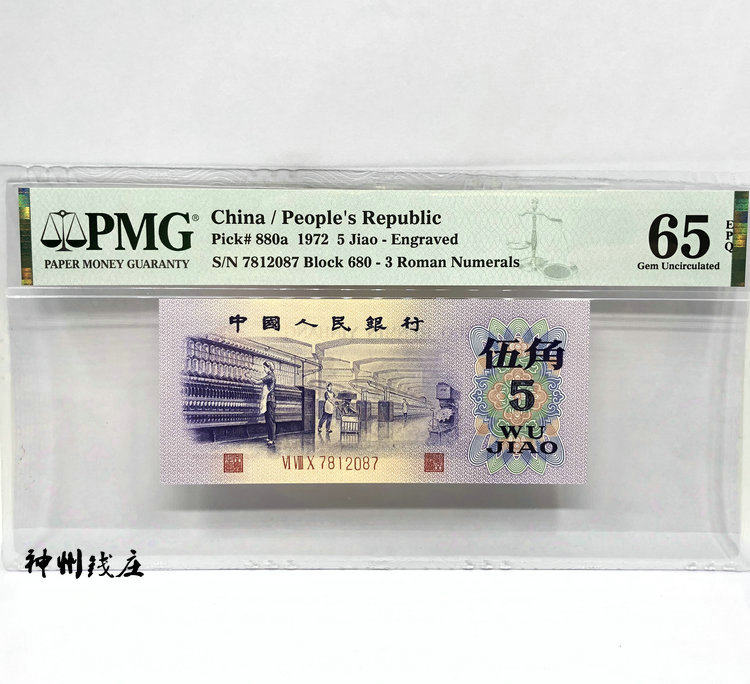 PMG®
PAPER MONEY GUARANTY
China / People's Republic
Pick# 880a 1972 5 Jiao - Engraved
S/N 7812087 Block 680 - 3 Roman Numerals
65
Gem Uncirculated
EPQ
中國人民銀行
伍角
5
WU
JIAO
VI VIII X 7812087
神州钱庄